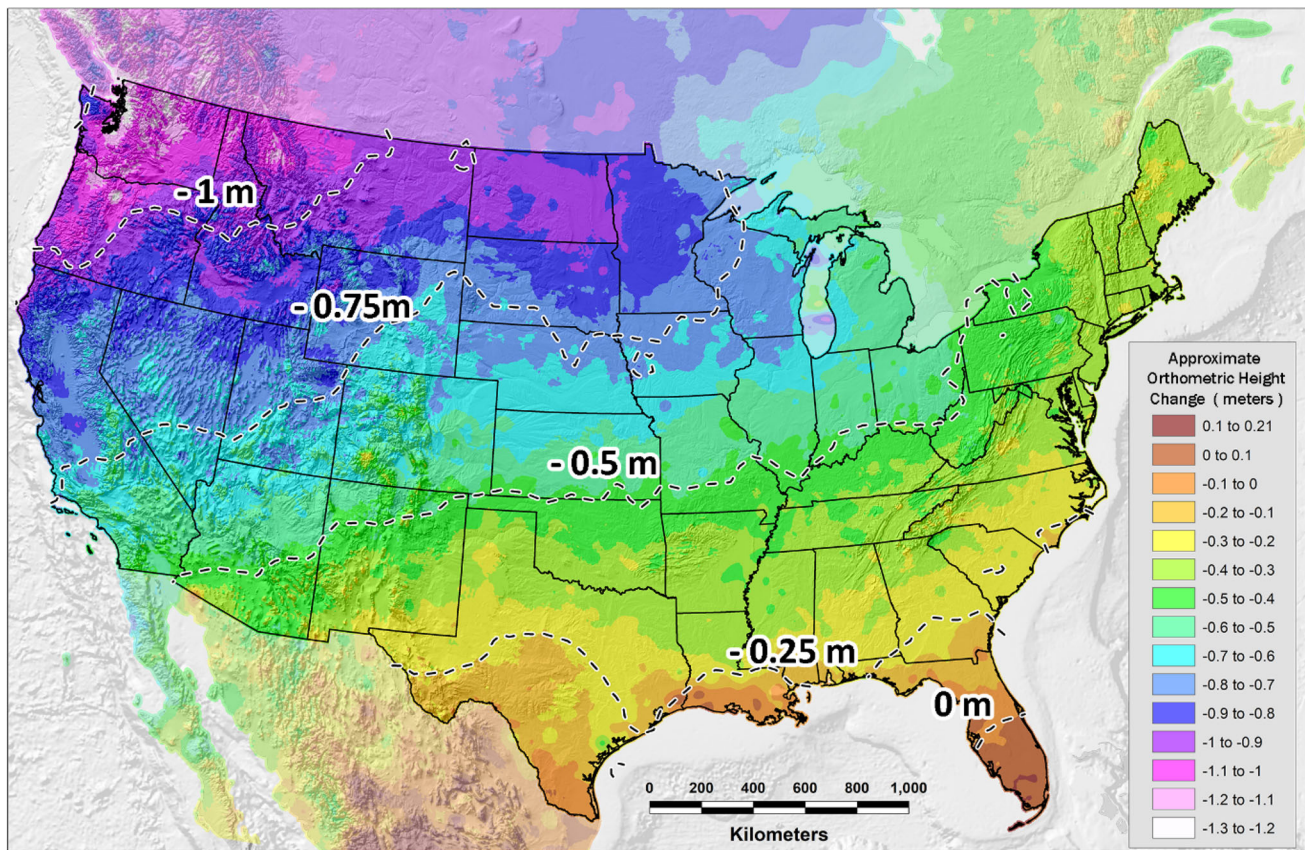 - 1 m
- 0.75m
- 0.5 m
- 0.25 m
0 m
0 200 400 600 800 1,000
Kilometers
Approximate
Orthometric Height
Change ( meters )
0.1 to 0.21
0 to 0.1
-0.1 to 0
-0.2 to -0.1
-0.3 to -0.2
-0.4 to -0.3
-0.5 to -0.4
-0.6 to -0.5
-0.7 to -0.6
-0.8 to -0.7
-0.9 to -0.8
-1 to -0.9
-1.1 to -1
-1.2 to -1.1
-1.3 to -1.2